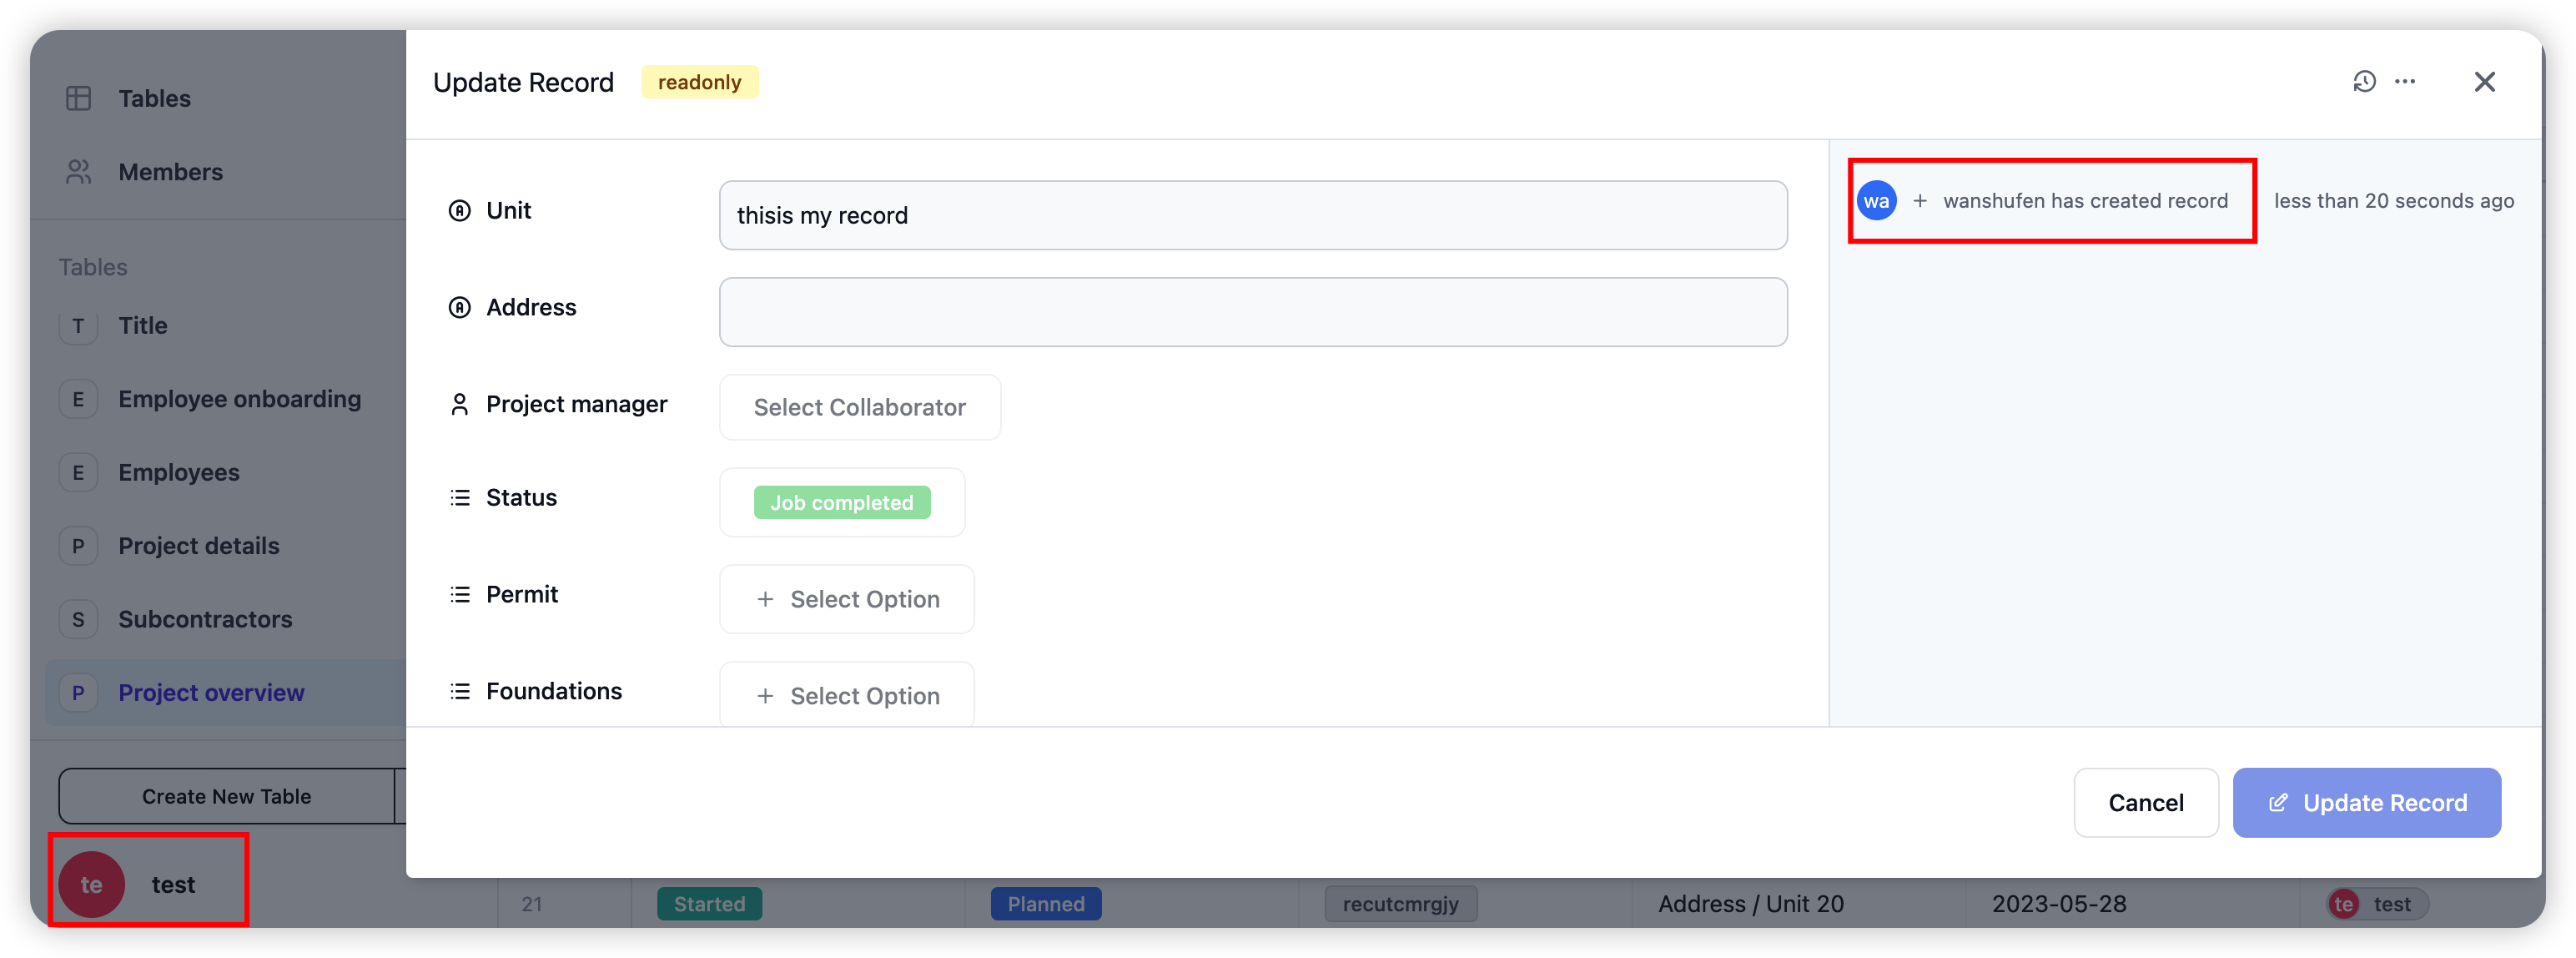 Tables
Members
Tables
T Title
E Employee onboarding
E Employees
P Project details
S Subcontractors
P Project overview
Create New Table
te test
Update Record readonly
Unit thisis my record
Address
Project manager Select Collaborator
Status Job completed
Permit + Select Option
Foundations + Select Option
wa + wanshufen has created record less than 20 seconds ago
Cancel Update Record
21 Started Planned recutcmrgjy Address / Unit 20 2023-05-28 te test